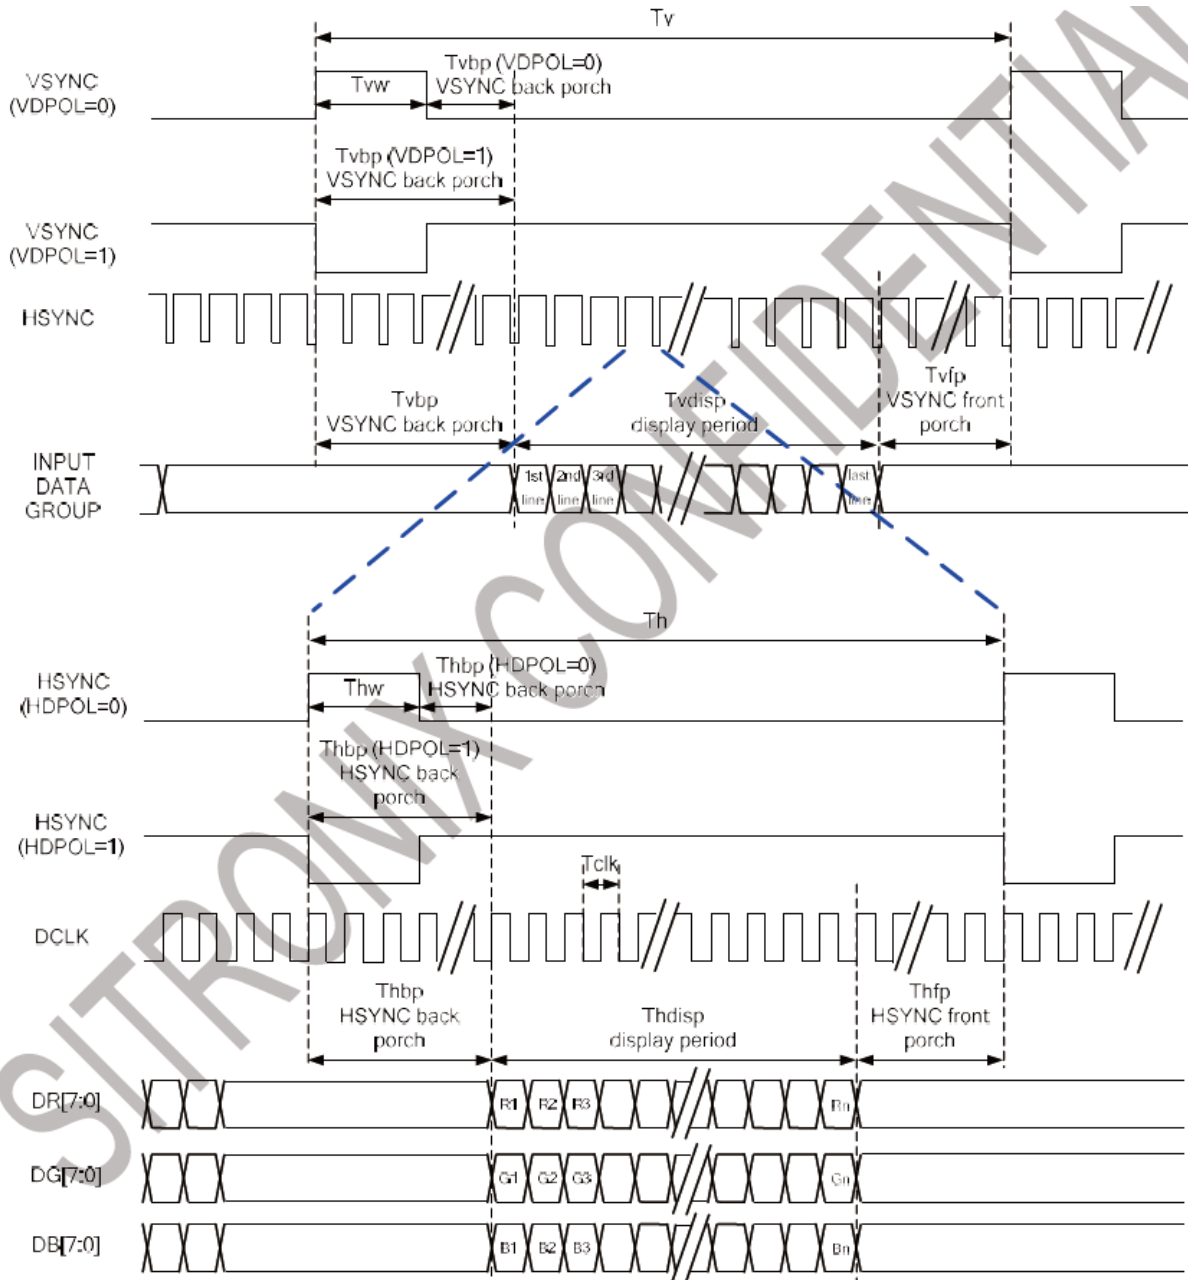 Tv
VSYNC
(VDPOL=0)
Tvw
Tvbp (VDPOL=0)
VSYNC back porch
Tvbp (VDPOL=1)
VSYNC back porch
VSYNC
(VDPOL=1)
HSYNC
Tvbp
VSYNC back porch
Tvdisp
display period
Tvfp
VSYNC front
porch
INPUT
DATA
GROUP
1st
line
2nd
line
3rd
line
last
line
Th
HSYNC
(HDPOL=0)
Thw
Thbp (HDPOL=0)
HSYNC back porch
Thbp (HDPOL=1)
HSYNC back
porch
HSYNC
(HDPOL=1)
Tclk
DCLK
Thbp
HSYNC back
porch
Thdisp
display period
Thfp
HSYNC front
porch
DR[7:0]
R1 R2 R3 Rn
DG[7:0]
G1 G2 G3 Gn
DB[7:0]
B1 B2 B3 Bn
SITRONIX CONFIDENTIAL